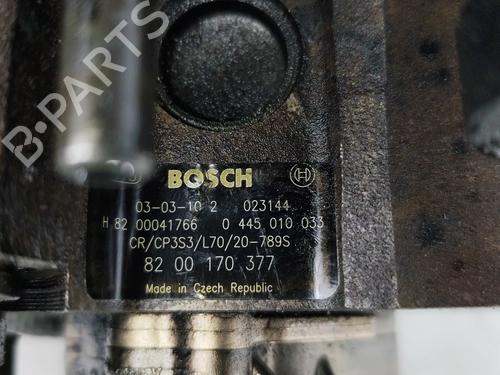 B-PARTS
BOSCH
03-03-10 2 023144
H 82 00041766 0 445 010 033
CR/CP3S3/L70/20-789S
82 00 170 377
Made in Czech Republic